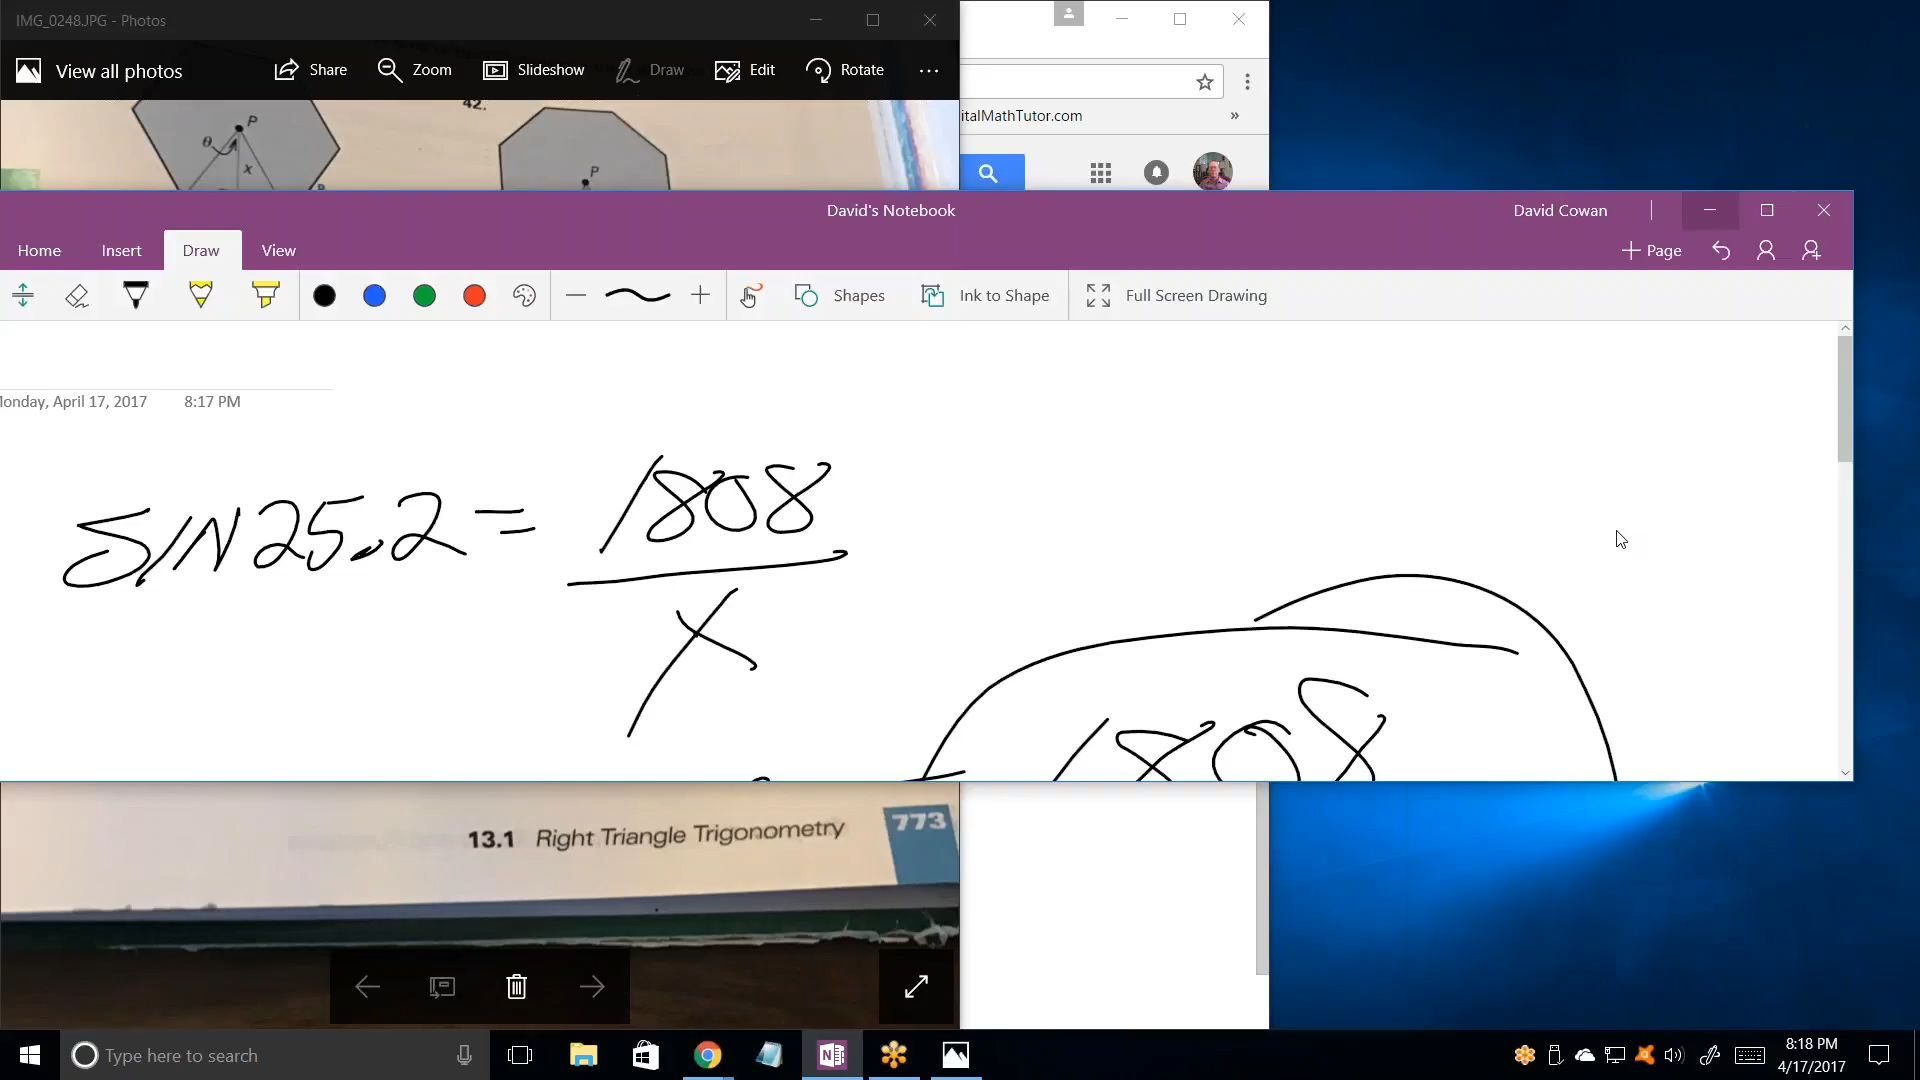 IMG_0248.JPG - Photos
View all photos
Share
Zoom
Slideshow
Draw
Edit
Rotate
42.
P
θ
x
P
italMathTutor.com
»
David's Notebook
David Cowan
Home
Insert
Draw
View
Page
Shapes
Ink to Shape
Full Screen Drawing
onday, April 17, 2017
8:17 PM
SIN 25.2 = 1808
X
1808
13.1 Right Triangle Trigonometry
773
Type here to search
8:18 PM
4/17/2017